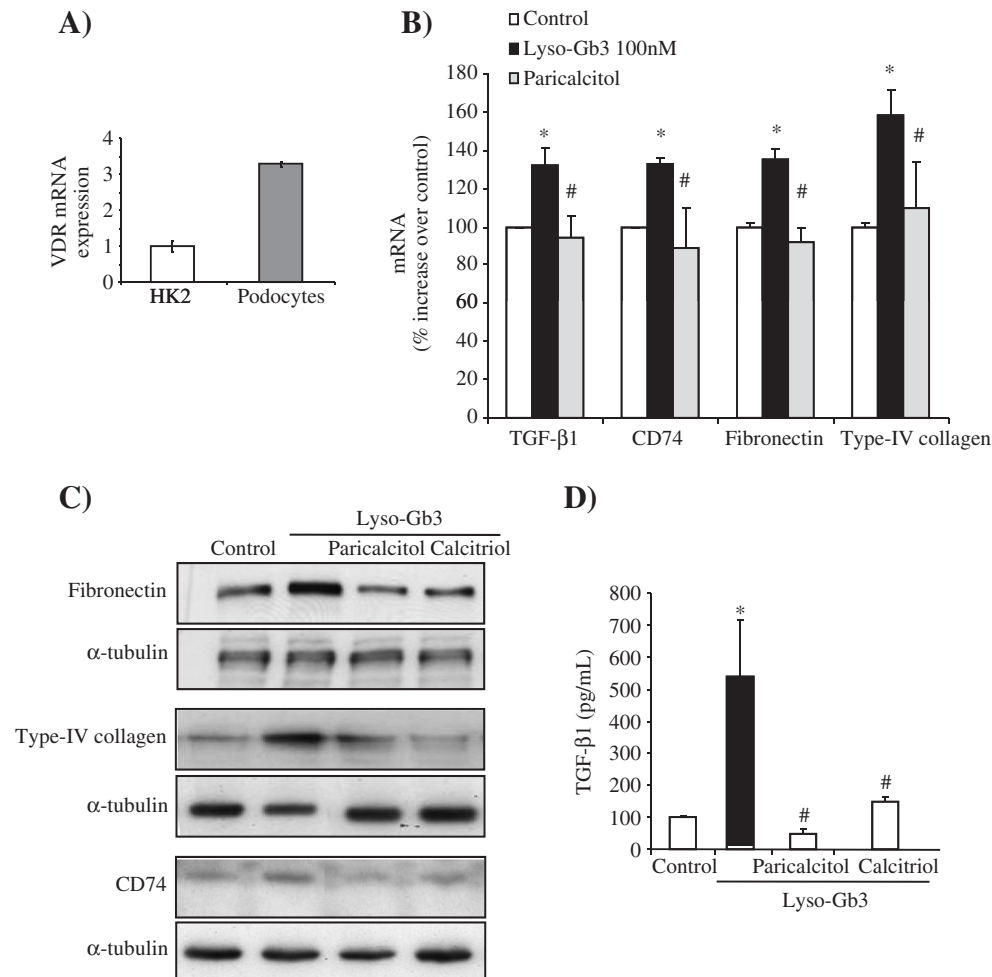 A)
VDR mRNA
expression
4
3
2
1
0
HK2 Podocytes
B)
Control
Lyso-Gb3 100nM
Paricalcitol
mRNA
(% increase over control)
180
160
140
120
100
80
60
40
20
0
* # * # * # * #
TGF-β1 CD74 Fibronectin Type-IV collagen
C)
Lyso-Gb3
Control Paricalcitol Calcitriol
Fibronectin
α-tubulin
Type-IV collagen
α-tubulin
CD74
α-tubulin
D)
TGF-β1 (pg/mL)
800
700
600
500
400
300
200
100
0
* # #
Control Paricalcitol Calcitriol
Lyso-Gb3